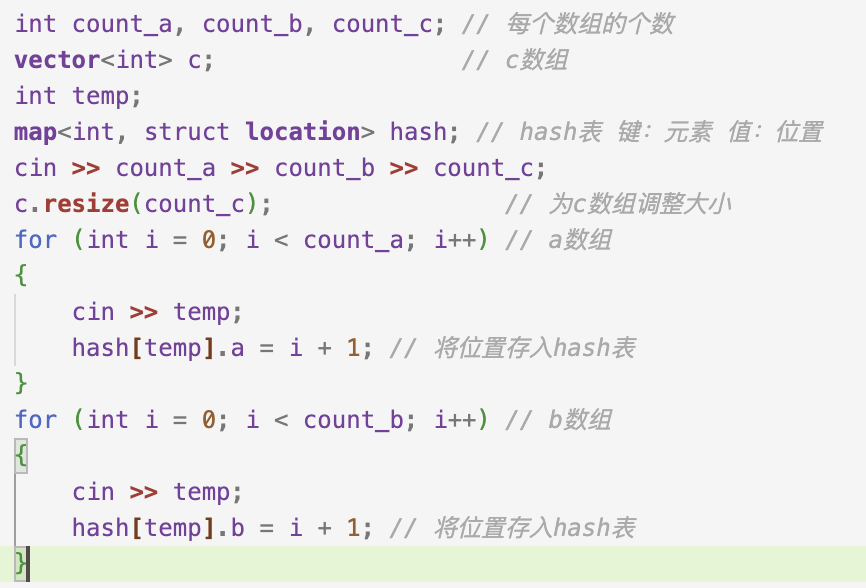 int count_a, count_b, count_c; // 每个数组的个数
vector<int> c;                 // c数组
int temp;
map<int, struct location> hash; // hash表 键：元素 值：位置
cin >> count_a >> count_b >> count_c;
c.resize(count_c);                // 为c数组调整大小
for (int i = 0; i < count_a; i++) // a数组
{
    cin >> temp;
    hash[temp].a = i + 1; // 将位置存入hash表
}
for (int i = 0; i < count_b; i++) // b数组
{
    cin >> temp;
    hash[temp].b = i + 1; // 将位置存入hash表
}